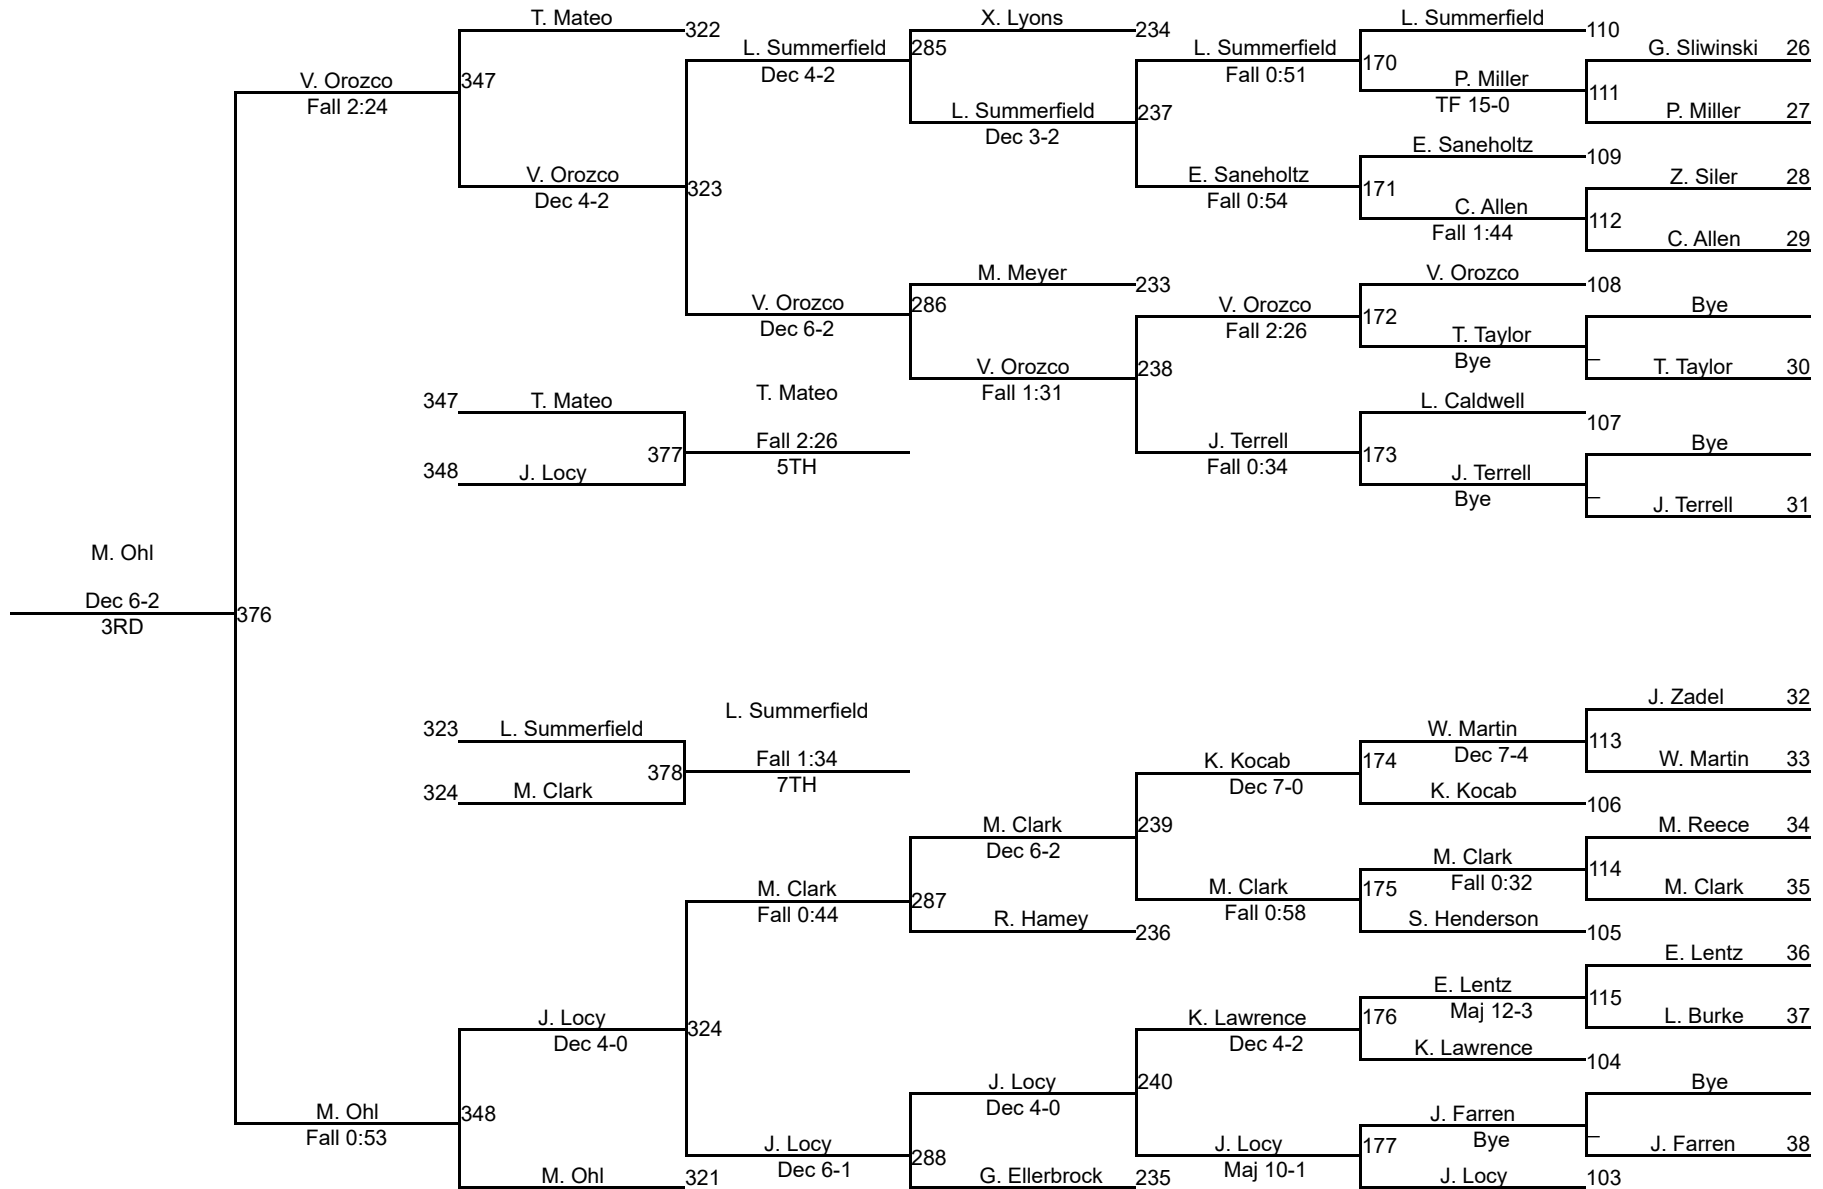 T. Mateo
322
X. Lyons
234
L. Summerfield
110
L. Summerfield
Dec 4-2
285
L. Summerfield
Fall 0:51
170
G. Sliwinski 26
V. Orozco
Fall 2:24
347
P. Miller
TF 15-0
111
L. Summerfield
Dec 3-2
237
P. Miller 27
E. Saneholtz
109
V. Orozco
Dec 4-2
323
E. Saneholtz
Fall 0:54
171
Z. Siler 28
C. Allen
Fall 1:44
112
C. Allen 29
M. Meyer
233
V. Orozco
108
V. Orozco
Dec 6-2
286
V. Orozco
Fall 2:26
172
Bye
T. Taylor
Bye
–
V. Orozco
Fall 1:31
238
T. Taylor 30
347
T. Mateo
T. Mateo
L. Caldwell
107
377
Fall 2:26
5TH
J. Terrell
Fall 0:34
173
Bye
348
J. Locy
J. Terrell
Bye
–
J. Terrell 31
M. Ohl
Dec 6-2
3RD
376
J. Zadel 32
323
L. Summerfield
L. Summerfield
W. Martin
Dec 7-4
113
378
Fall 1:34
7TH
K. Kocab
Dec 7-0
174
W. Martin 33
324
M. Clark
K. Kocab
106
M. Clark
Dec 6-2
239
M. Reece 34
M. Clark
Fall 0:32
114
M. Clark
Fall 0:44
287
M. Clark
Fall 0:58
175
M. Clark 35
R. Hamey
236
S. Henderson
105
E. Lentz 36
E. Lentz
Maj 12-3
115
J. Locy
Dec 4-0
324
K. Lawrence
Dec 4-2
176
L. Burke 37
K. Lawrence
104
J. Locy
Dec 4-0
240
Bye
M. Ohl
Fall 0:53
348
J. Farren
Bye
–
J. Locy
Dec 6-1
288
J. Locy
Maj 10-1
177
J. Farren 38
M. Ohl
321
G. Ellerbrock
235
J. Locy
103